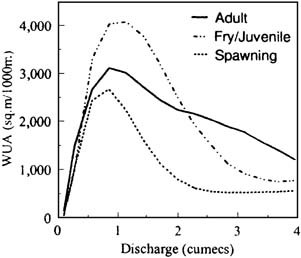 Adult
Fry/Juvenile
Spawning
WUA (sq.m/1000m)
4,000
3,000
2,000
1,000
0
0 1 2 3 4
Discharge (cumecs)